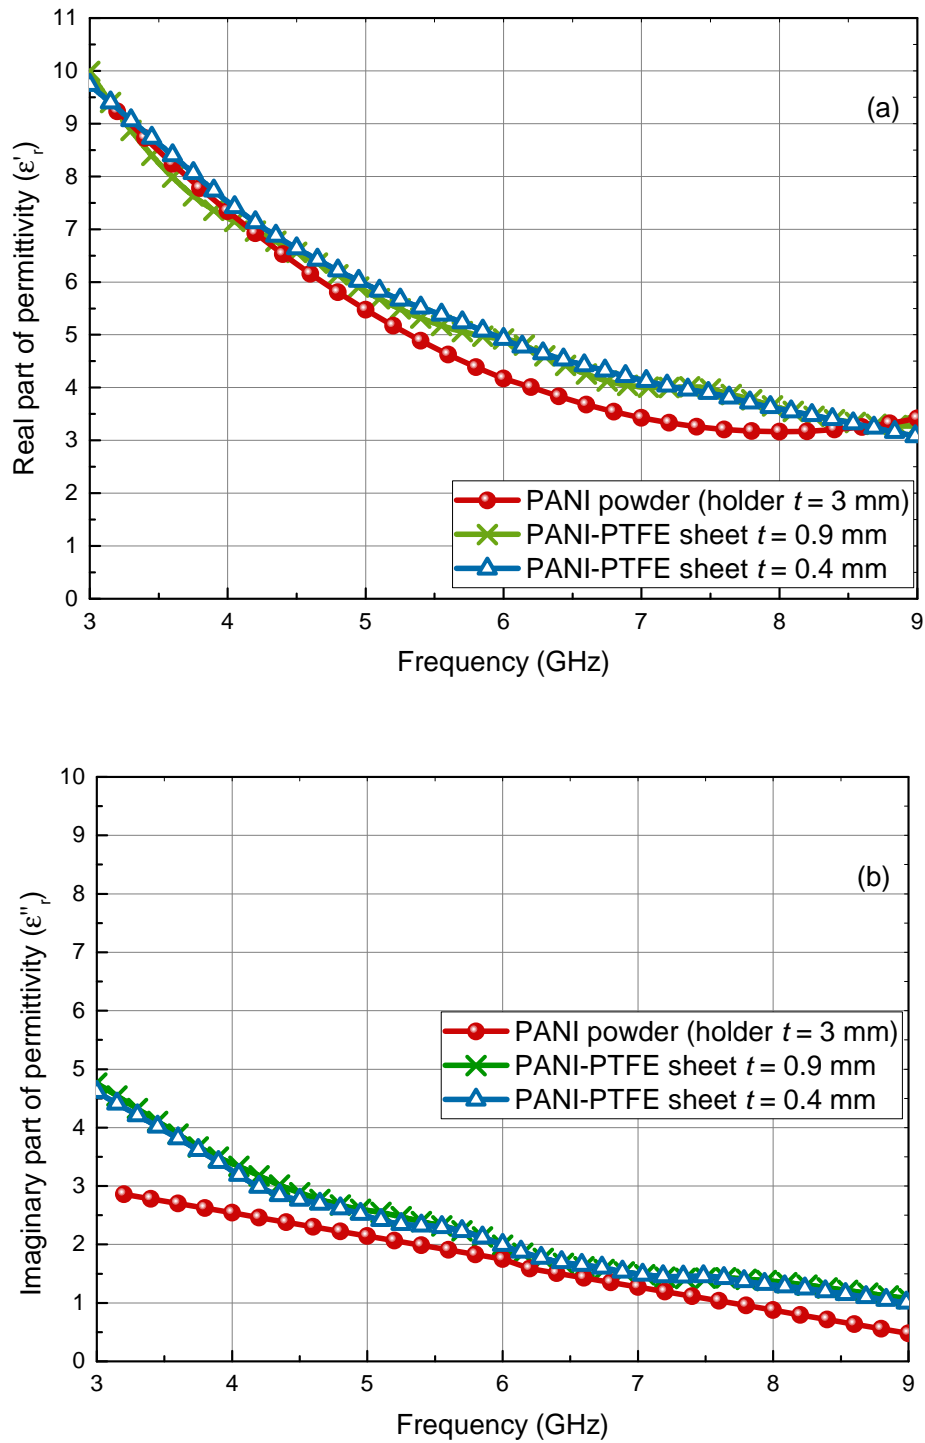 11
10
9
8
7
6
5
4
3
2
1
0
Real part of permittivity (ε'r)
(a)
PANI powder (holder t = 3 mm)
PANI-PTFE sheet t = 0.9 mm
PANI-PTFE sheet t = 0.4 mm
3 4 5 6 7 8 9
Frequency (GHz)
10
9
8
7
6
5
4
3
2
1
0
Imaginary part of permittivity (ε"r)
(b)
PANI powder (holder t = 3 mm)
PANI-PTFE sheet t = 0.9 mm
PANI-PTFE sheet t = 0.4 mm
3 4 5 6 7 8 9
Frequency (GHz)